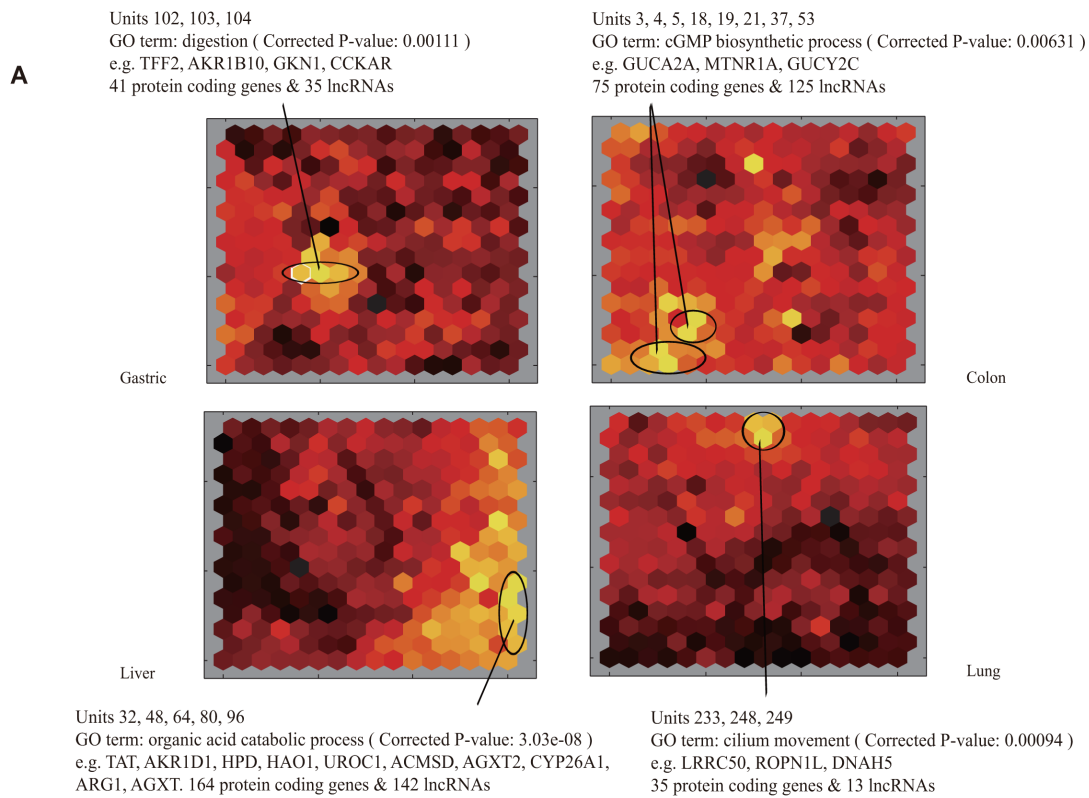 Units 102, 103, 104
GO term: digestion ( Corrected P-value: 0.00111 )
e.g. TFF2, AKR1B10, GKN1, CCKAR
41 protein coding genes & 35 lncRNAs
Units 3, 4, 5, 18, 19, 21, 37, 53
GO term: cGMP biosynthetic process ( Corrected P-value: 0.00631 )
e.g. GUCA2A, MTNR1A, GUCY2C
75 protein coding genes & 125 lncRNAs
A
Gastric
Colon
Liver
Lung
Units 32, 48, 64, 80, 96
GO term: organic acid catabolic process ( Corrected P-value: 3.03e-08 )
e.g. TAT, AKR1D1, HPD, HAO1, UROC1, ACMSD, AGXT2, CYP26A1,
ARG1, AGXT. 164 protein coding genes & 142 lncRNAs
Units 233, 248, 249
GO term: cilium movement ( Corrected P-value: 0.00094 )
e.g. LRRC50, ROPN1L, DNAH5
35 protein coding genes & 13 lncRNAs